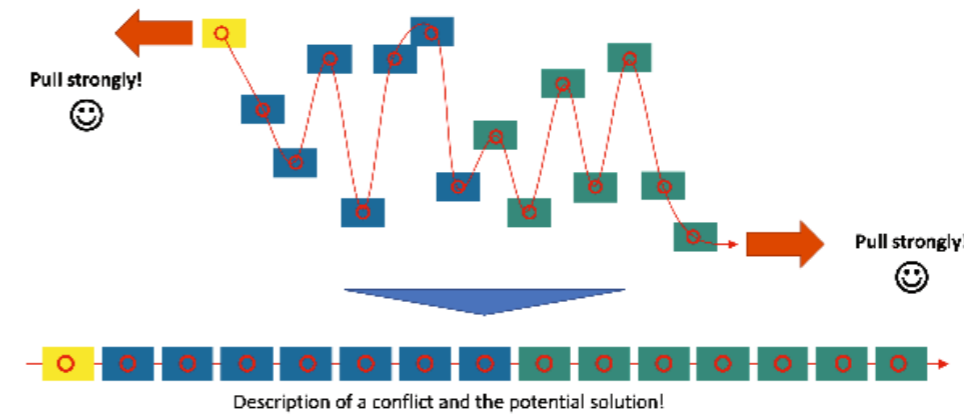 Pull strongly!
Pull strongly!
Description of a conflict and the potential solution!